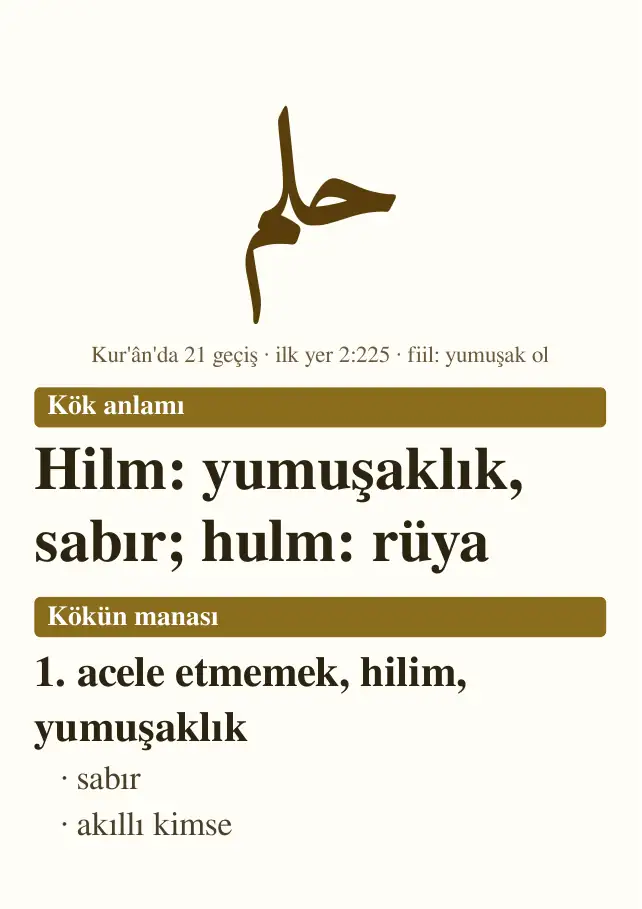 حلم
Kur'ân'da 21 geçiş · ilk yer 2:225 · fiil: yumuşak ol
Kök anlamı
Hilm: yumuşaklık,
sabır; hulm: rüya
Kökün manası
1. acele etmemek, hilim,
yumuşaklık
· sabır
· akıllı kimse